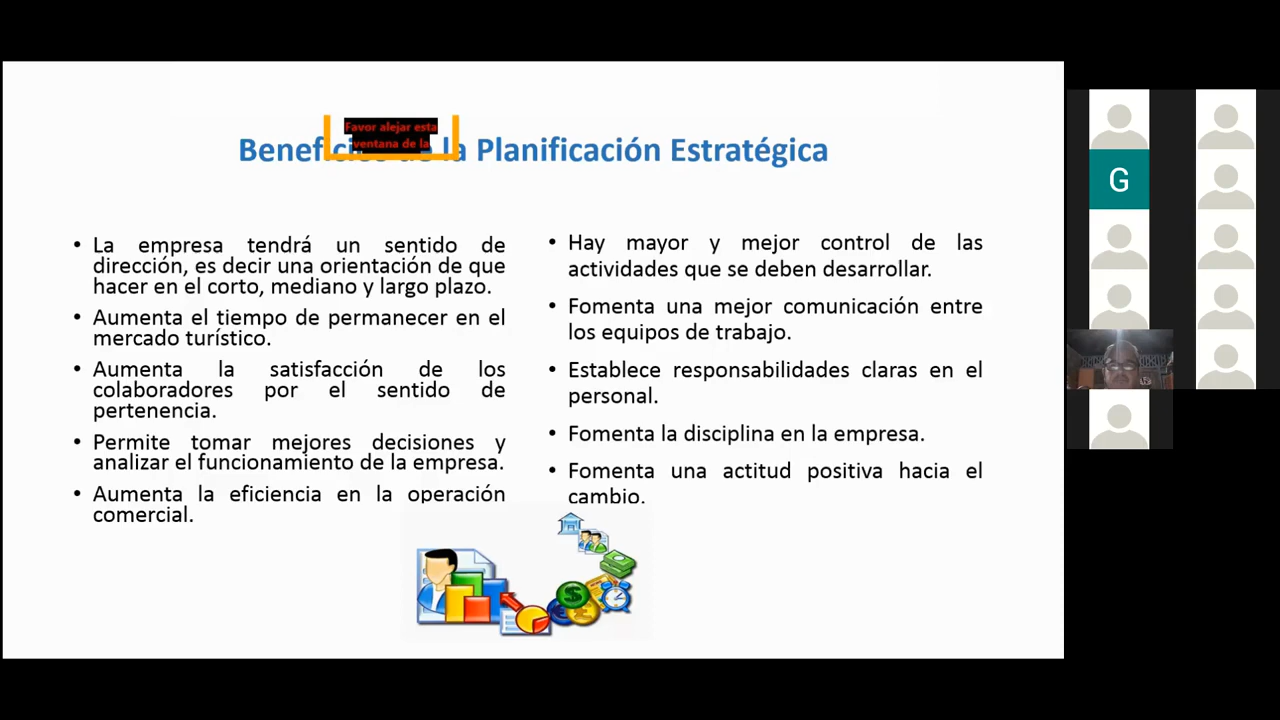 Favor alejar esta
ventana de la
Beneficios de la Planificación Estratégica
• La empresa tendrá un sentido de
dirección, es decir una orientación de que
hacer en el corto, mediano y largo plazo.
• Aumenta el tiempo de permanecer en el
mercado turístico.
• Aumenta la satisfacción de los
colaboradores por el sentido de
pertenencia.
• Permite tomar mejores decisiones y
analizar el funcionamiento de la empresa.
• Aumenta la eficiencia en la operación
comercial.
• Hay mayor y mejor control de las
actividades que se deben desarrollar.
• Fomenta una mejor comunicación entre
los equipos de trabajo.
• Establece responsabilidades claras en el
personal.
• Fomenta la disciplina en la empresa.
• Fomenta una actitud positiva hacia el
cambio.
G